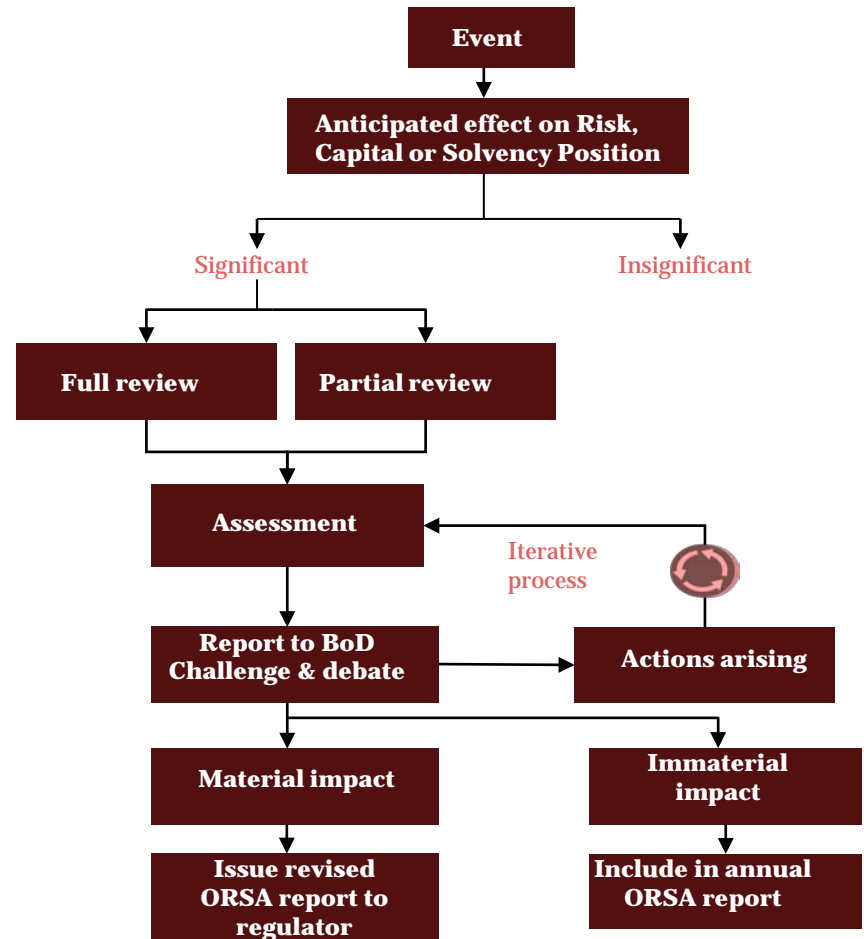 Event
Anticipated effect on Risk,
Capital or Solvency Position
Significant
Insignificant
Full review
Partial review
Assessment
Iterative
process
Report to BoD
Challenge & debate
Actions arising
Material impact
Immaterial
impact
Issue revised
ORSA report to
regulator
Include in annual
ORSA report